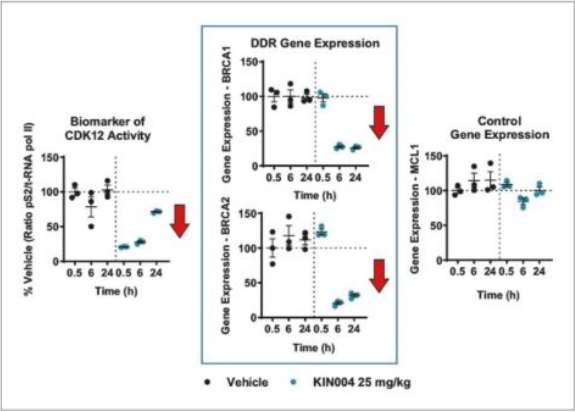 DDR Gene Expression
Gene Expression - BRCA1
150
100
50
0
0.5 6 24 0.5 6 24
Time (h)
Biomarker of
CDK12 Activity
% Vehicle (Ratio pS2/t-RNA pol II)
150
100
50
0
0.5 6 24 0.5 6 24
Time (h)
Gene Expression - BRCA2
150
100
50
0
0.5 6 24 0.5 6 24
Time (h)
Control
Gene Expression
Gene Expression - MCL1
150
100
50
0
0.5 6 24 0.5 6 24
Time (h)
Vehicle KIN004 25 mg/kg